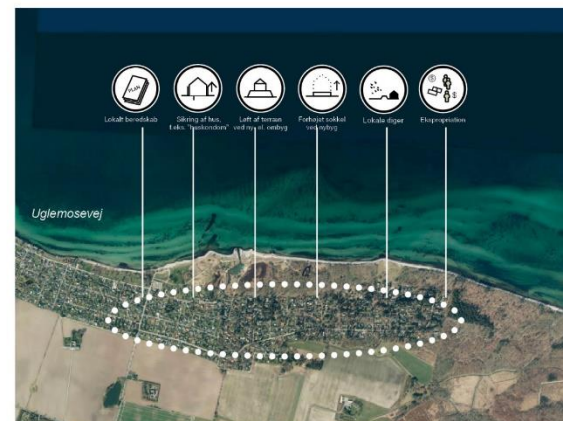 PLAN
Lokalt beredskab
Sikring af hus,
f.eks. "huskondom"
Løft af terræn
ved ny- el. ombyg
Forhøjet sokkel
ved nybyg
Lokale diger
Ekspropriation
Uglemosevej